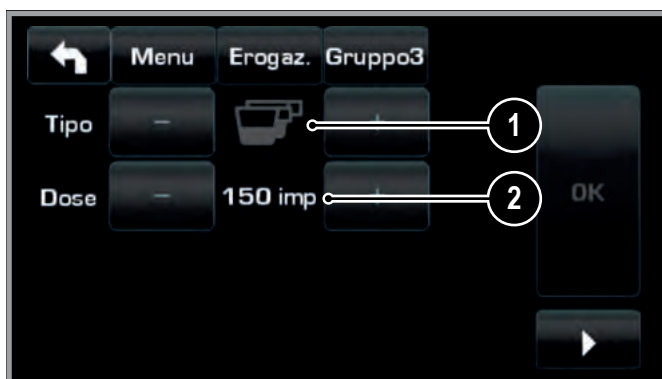 Menu Erogaz. Gruppo3
Tipo - + 1
Dose - 150 imp + 2
OK